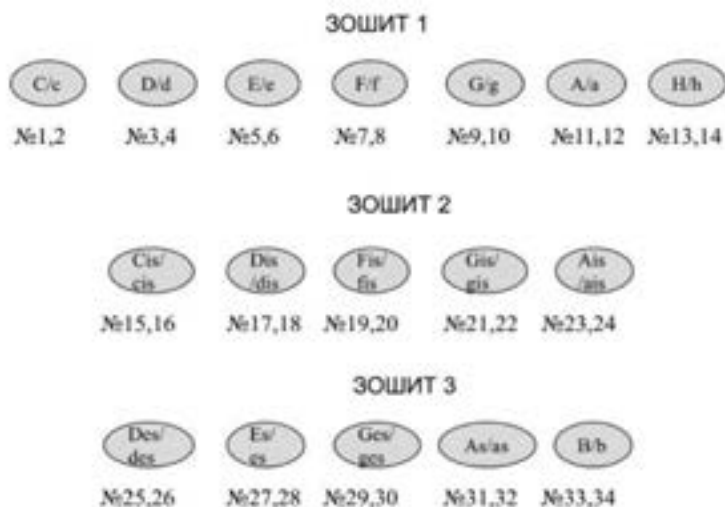 ЗОШИТ 1
C/c D/d E/e F/f G/g A/a H/h
№1,2 №3,4 №5,6 №7,8 №9,10 №11,12 №13,14
ЗОШИТ 2
Cis/ Dis Fis/ Gis/ Ais
cis /dis fis gis /ais
№15,16 №17,18 №19,20 №21,22 №23,24
ЗОШИТ 3
Des/ Es/ Ges/ As/as B/b
des es ges
№25,26 №27,28 №29,30 №31,32 №33,34